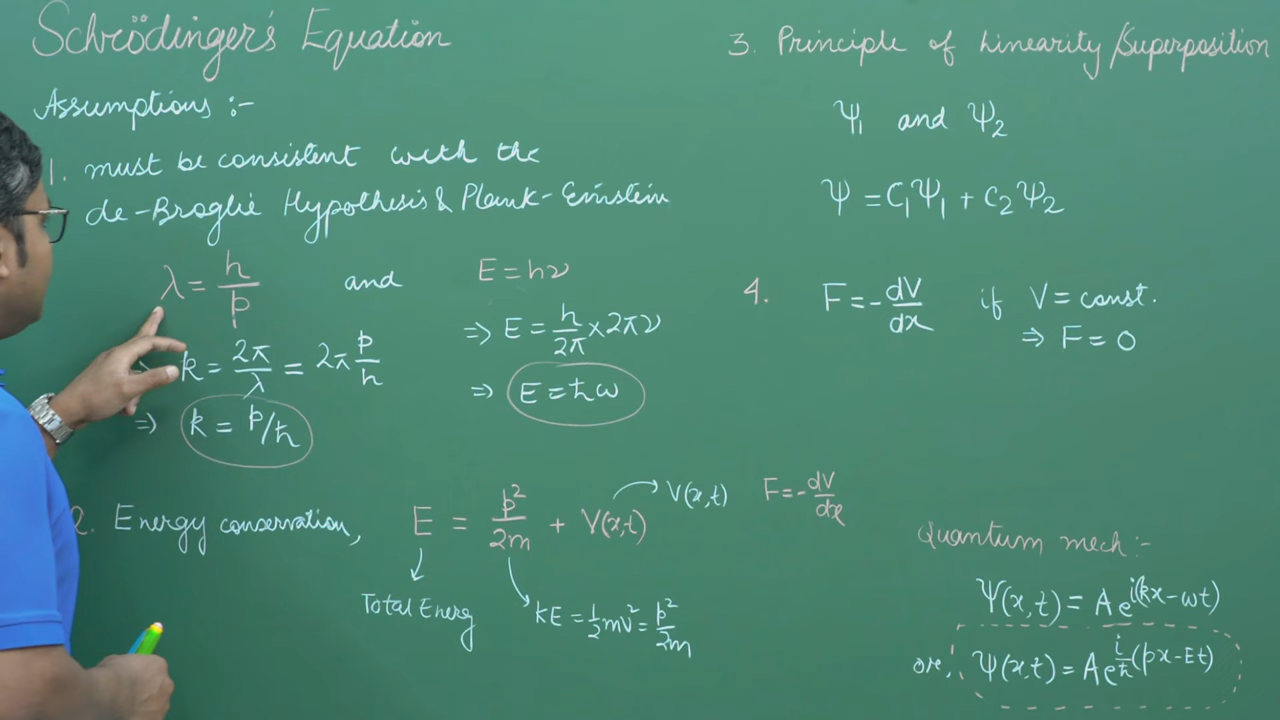 Schrödinger's Equation
Assumptions :-
1. must be consistent with the
de-Broglie Hypothesis & Plank-Einstein
λ = h/p and E = hν
⇒ k = 2π/λ = 2π p/h
⇒ k = p/ℏ
⇒ E = h/2π × 2πν
⇒ E = ℏω
2. Energy conservation, E = p²/2m + V(x,t)
→ V(x,t) F = -dV/dx
Total Energy
KE = 1/2 mv² = p²/2m
3. Principle of Linearity/Superposition
Ψ₁ and Ψ₂
Ψ = C₁Ψ₁ + C₂Ψ₂
4. F = -dV/dx if V = const.
⇒ F = 0
Quantum mech :-
Ψ(x,t) = A e^i(kx-ωt)
or, Ψ(x,t) = A e^i/ℏ(px-Et)